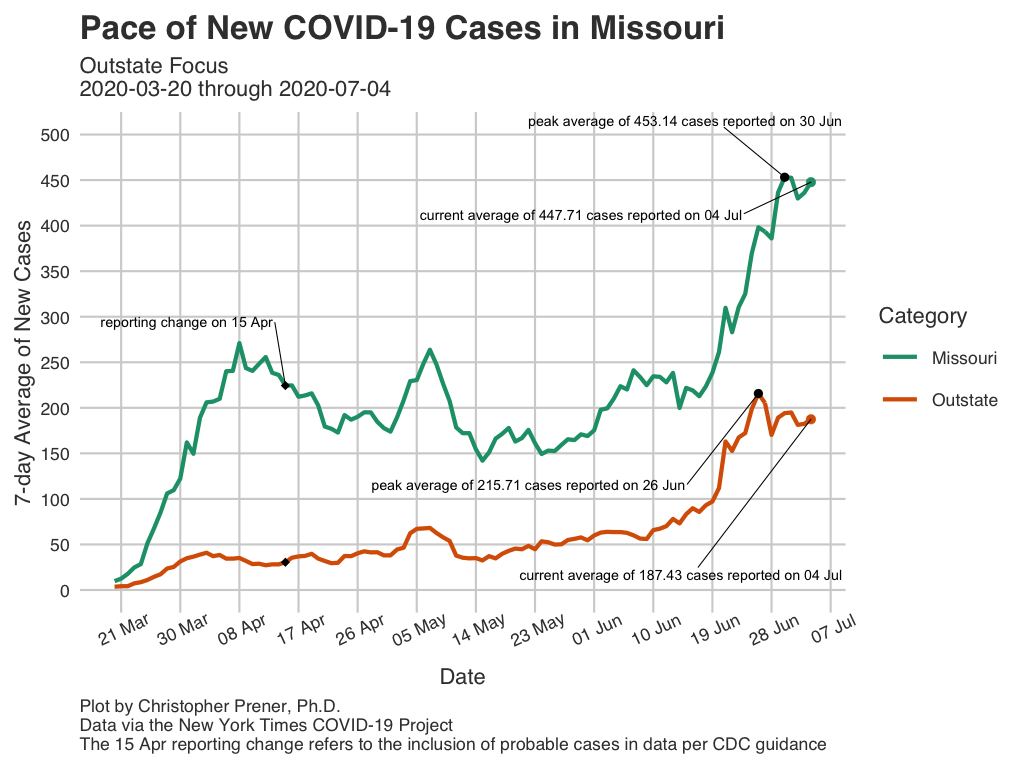 Pace of New COVID-19 Cases in Missouri
Outstate Focus
2020-03-20 through 2020-07-04
7-day Average of New Cases
500
450
400
350
300
250
200
150
100
50
0
peak average of 453.14 cases reported on 30 Jun
current average of 447.71 cases reported on 04 Jul
reporting change on 15 Apr
peak average of 215.71 cases reported on 26 Jun
current average of 187.43 cases reported on 04 Jul
21 Mar
30 Mar
08 Apr
17 Apr
26 Apr
05 May
14 May
23 May
01 Jun
10 Jun
19 Jun
28 Jun
07 Jul
Date
Category
Missouri
Outstate
Plot by Christopher Prener, Ph.D.
Data via the New York Times COVID-19 Project
The 15 Apr reporting change refers to the inclusion of probable cases in data per CDC guidance